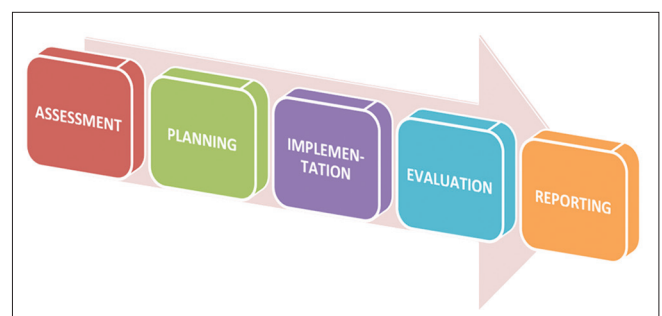 ASSESSMENT
PLANNING
IMPLEMEN-
TATION
EVALUATION
REPORTING